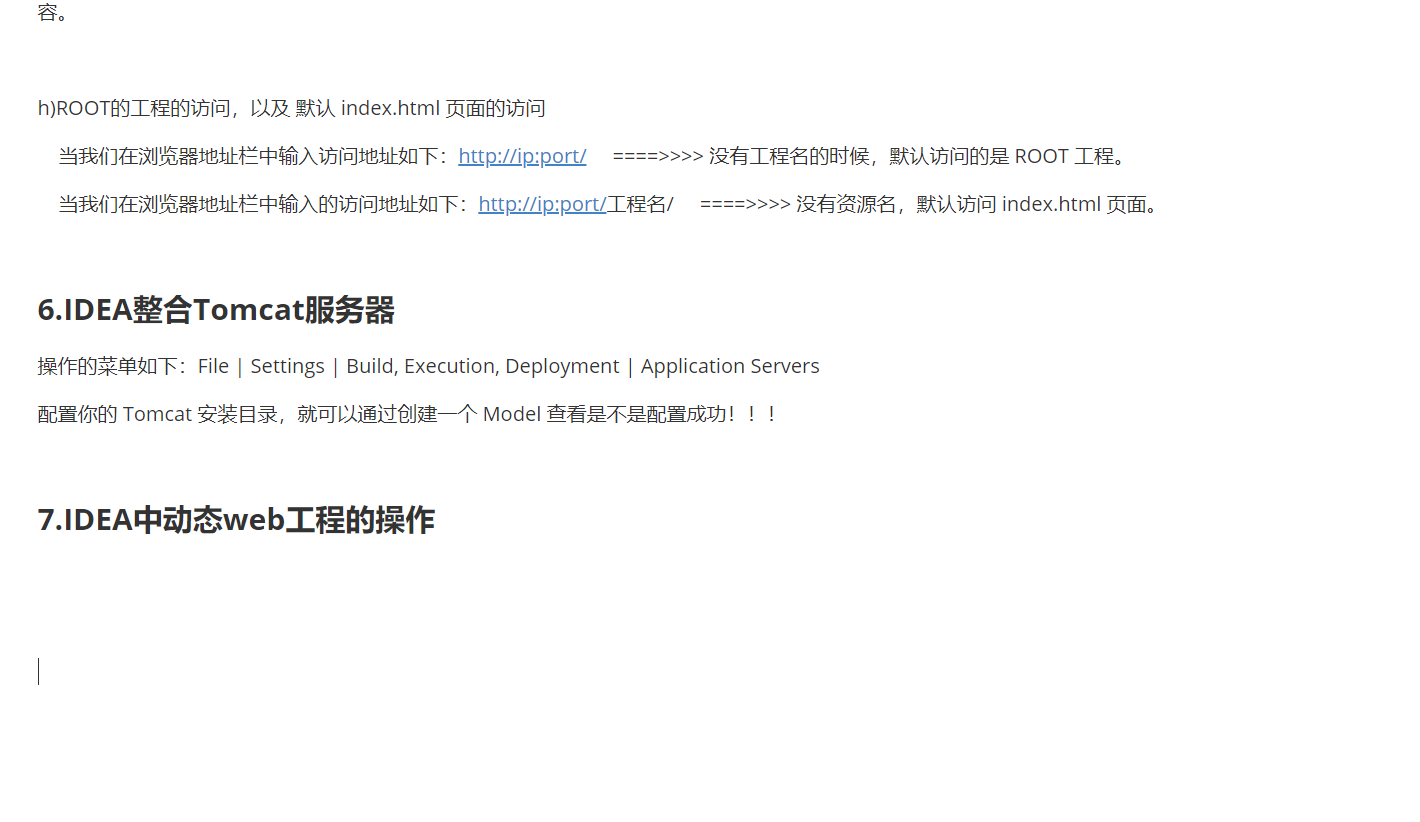 容。
h)ROOT的工程的访问，以及 默认 index.html 页面的访问
当我们在浏览器地址栏中输入访问地址如下：http://ip:port/ ====>>>> 没有工程名的时候，默认访问的是 ROOT 工程。
当我们在浏览器地址栏中输入的访问地址如下：http://ip:port/工程名/ ====>>>> 没有资源名，默认访问 index.html 页面。
6.IDEA整合Tomcat服务器
操作的菜单如下：File | Settings | Build, Execution, Deployment | Application Servers
配置你的 Tomcat 安装目录，就可以通过创建一个 Model 查看是不是配置成功！！！
7.IDEA中动态web工程的操作